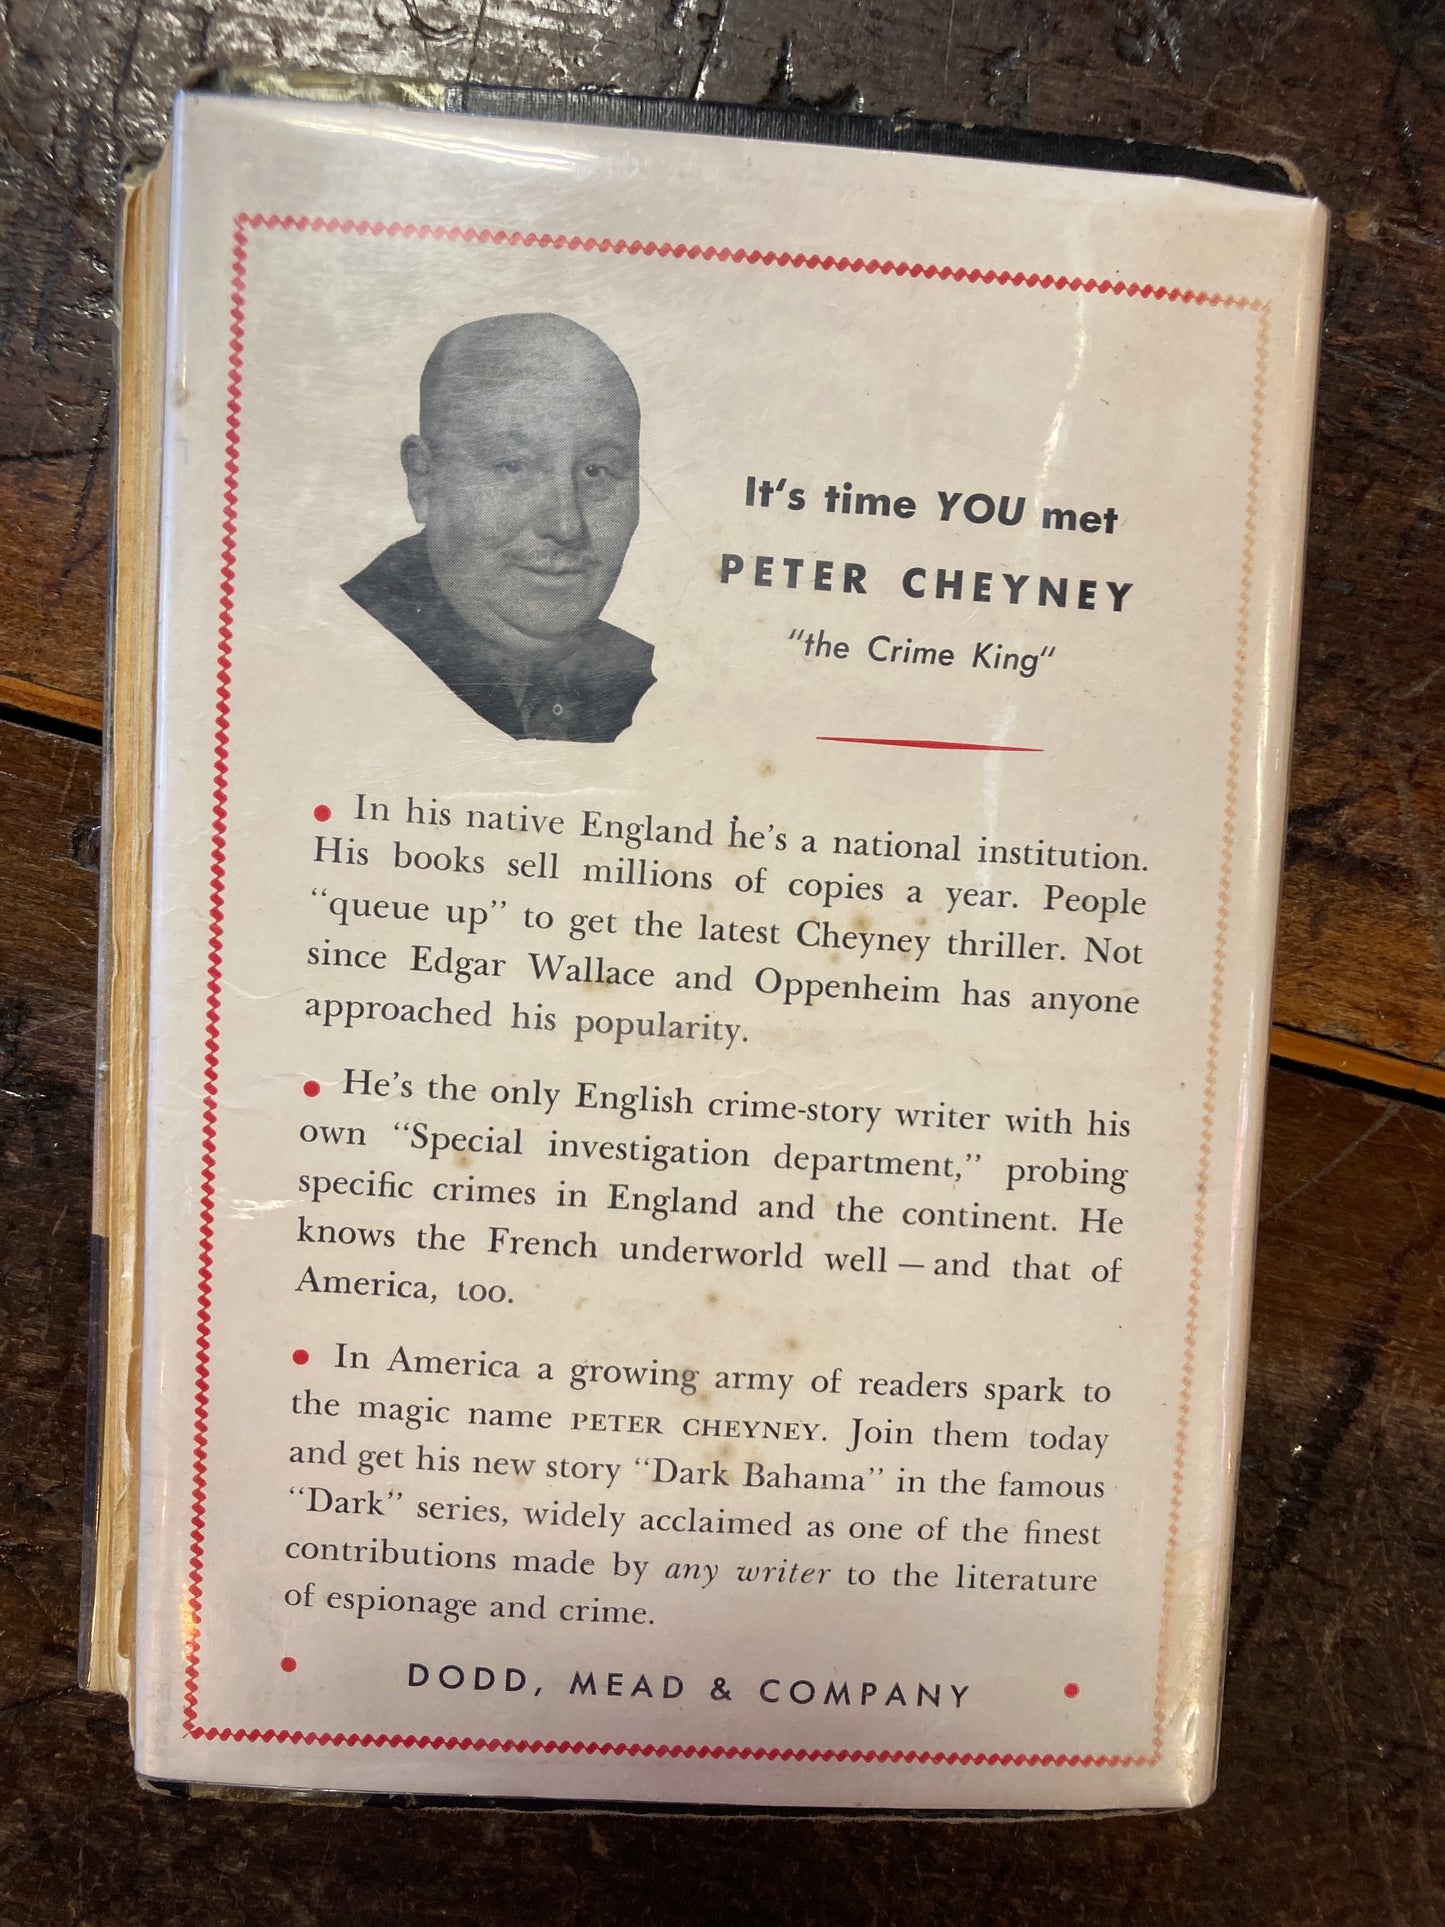 It's time YOU met
PETER CHEYNEY
"the Crime King"
• In his native England he's a national institution.
His books sell millions of copies a year. People
“queue up” to get the latest Cheyney thriller. Not
since Edgar Wallace and Oppenheim has anyone
approached his popularity.
• He's the only English crime-story writer with his
own “Special investigation department,” probing
specific crimes in England and the continent. He
knows the French underworld well — and that of
America, too.
• In America a growing army of readers spark to
the magic name PETER CHEYNEY. Join them today
and get his new story “Dark Bahama” in the famous
“Dark” series, widely acclaimed as one of the finest
contributions made by any writer to the literature
of espionage and crime.
• DODD, MEAD & COMPANY •